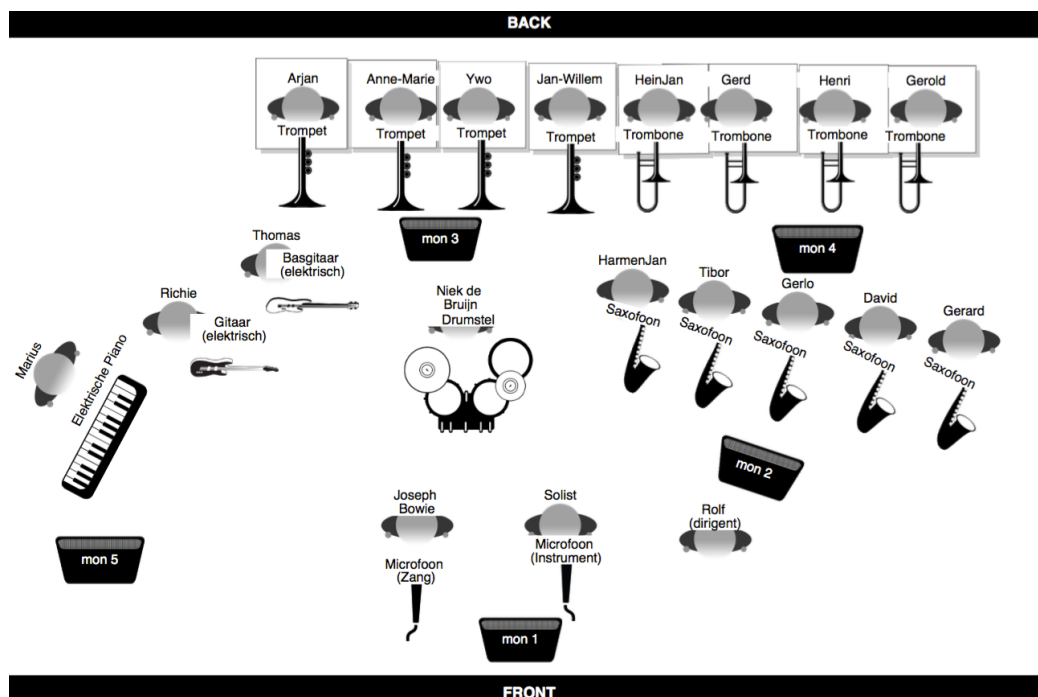 BACK
Arjan
Trompet
Anne-Marie
Trompet
Ywo
Trompet
Jan-Willem
Trompet
HeinJan
Trombone
Gerd
Trombone
Henri
Trombone
Gerold
Trombone
mon 3
mon 4
Thomas
Basgitaar
(elektrisch)
Richie
Gitaar
(elektrisch)
Marius
Elektrische Piano
Niek de
Bruijn
Drumstel
HarmenJan
Saxofoon
Tibor
Saxofoon
Gerlo
Saxofoon
David
Saxofoon
Gerard
Saxofoon
mon 2
Joseph
Bowie
Microfoon
(Zang)
Solist
Microfoon
(Instrument)
Rolf
(dirigent)
mon 5
mon 1
FRONT